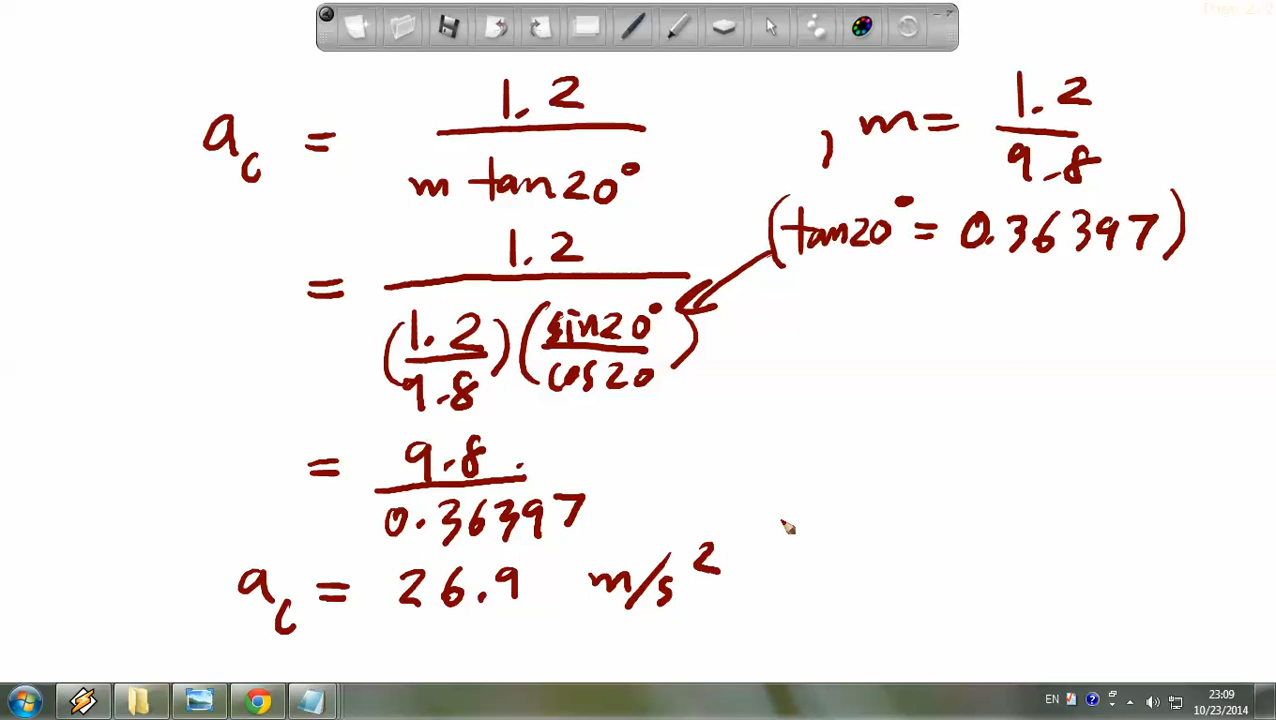 a_c = 1.2 / (m tan20°) , m = 1.2 / 9.8
(tan20° = 0.36397)
= 1.2 / ((1.2 / 9.8)(sin20° / cos20))
= 9.8 / 0.36397
a_c = 26.9 m/s²
EN
23:09
10/23/2014